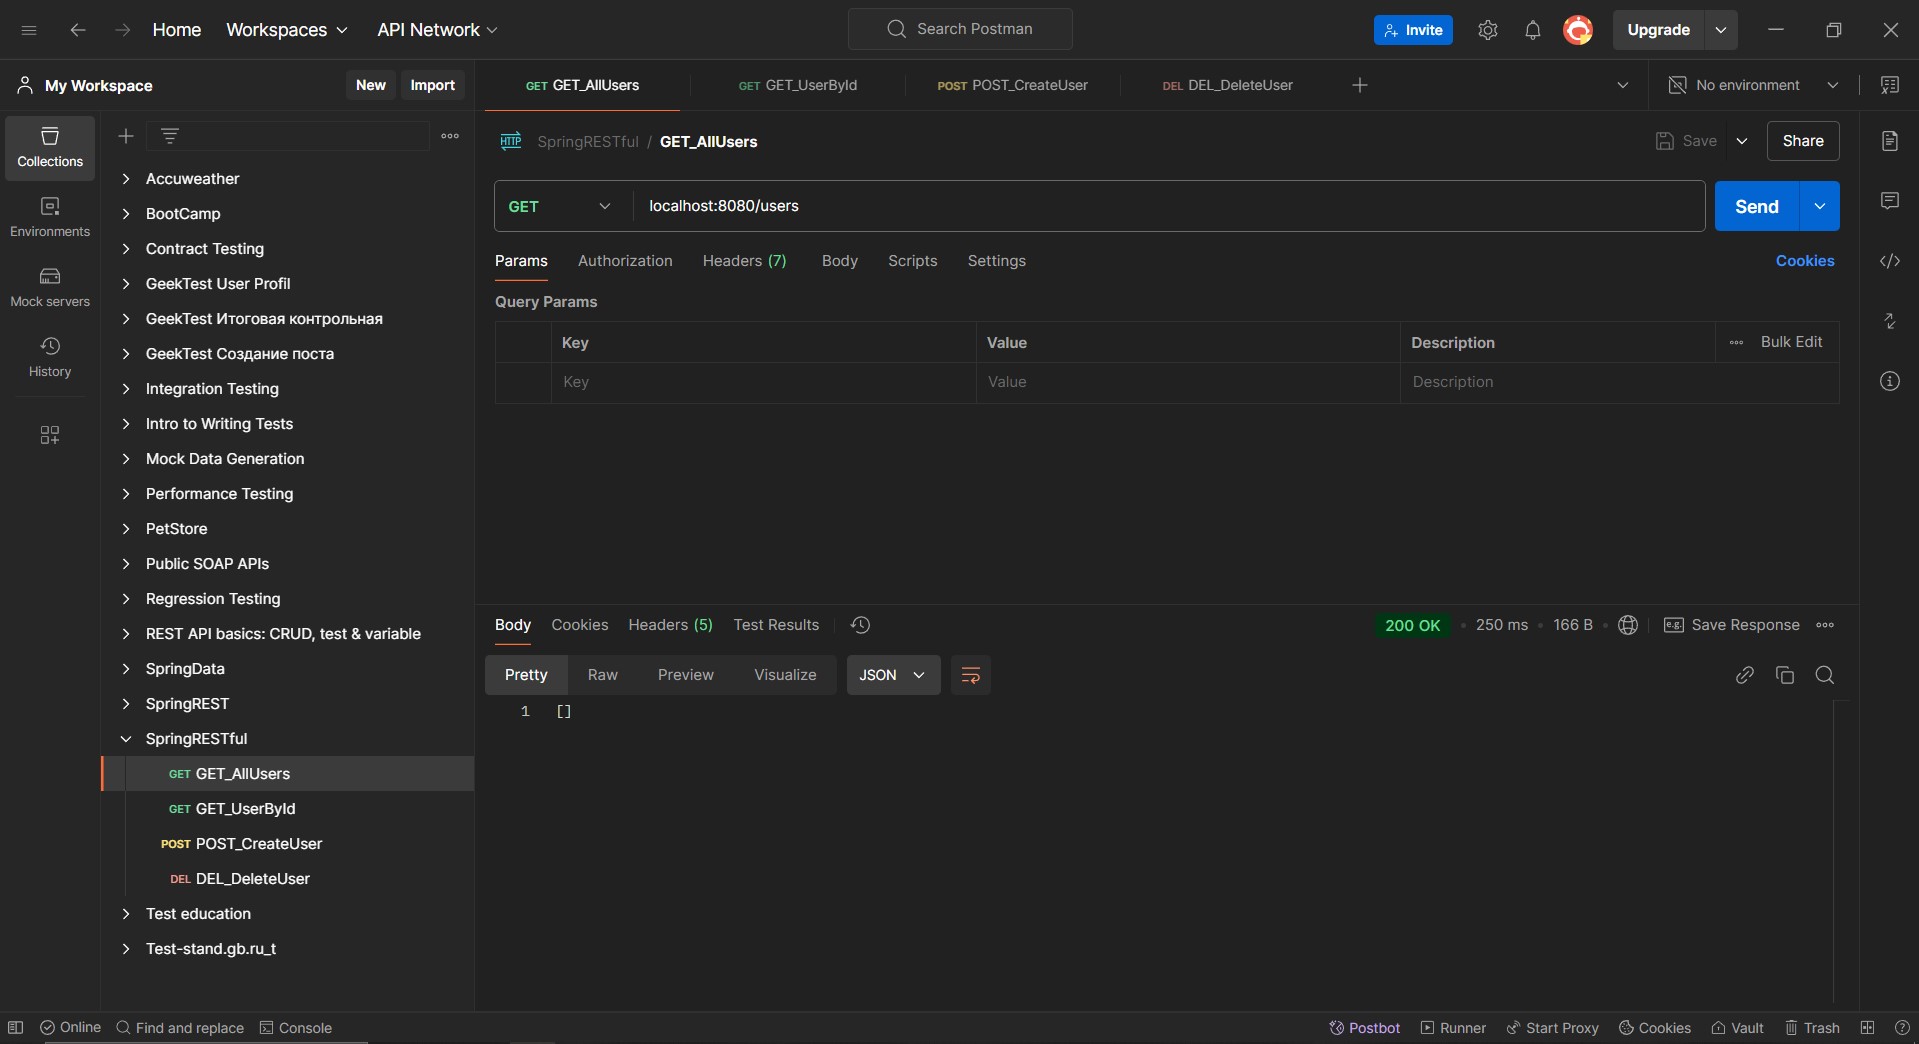 Home Workspaces API Network Search Postman Invite Upgrade
My Workspace New Import GET GET_AllUsers GET GET_UserById POST POST_CreateUser DEL DEL_DeleteUser No environment
Collections
Environments
Mock servers
History
Accuweather
BootCamp
Contract Testing
GeekTest User Profil
GeekTest Итоговая контрольная
GeekTest Создание поста
Integration Testing
Intro to Writing Tests
Mock Data Generation
Performance Testing
PetStore
Public SOAP APIs
Regression Testing
REST API basics: CRUD, test & variable
SpringData
SpringREST
SpringRESTful
GET GET_AllUsers
GET GET_UserById
POST POST_CreateUser
DEL DEL_DeleteUser
Test education
Test-stand.gb.ru_t
HTTP SpringRESTful / GET_AllUsers Save Share
GET localhost:8080/users Send
Params Authorization Headers (7) Body Scripts Settings Cookies
Query Params
Key Value Description Bulk Edit
Key Value Description
Body Cookies Headers (5) Test Results 200 OK 250 ms 166 B e.g. Save Response
Pretty Raw Preview Visualize JSON
1 []
Online Find and replace Console Postbot Runner Start Proxy Cookies Vault Trash